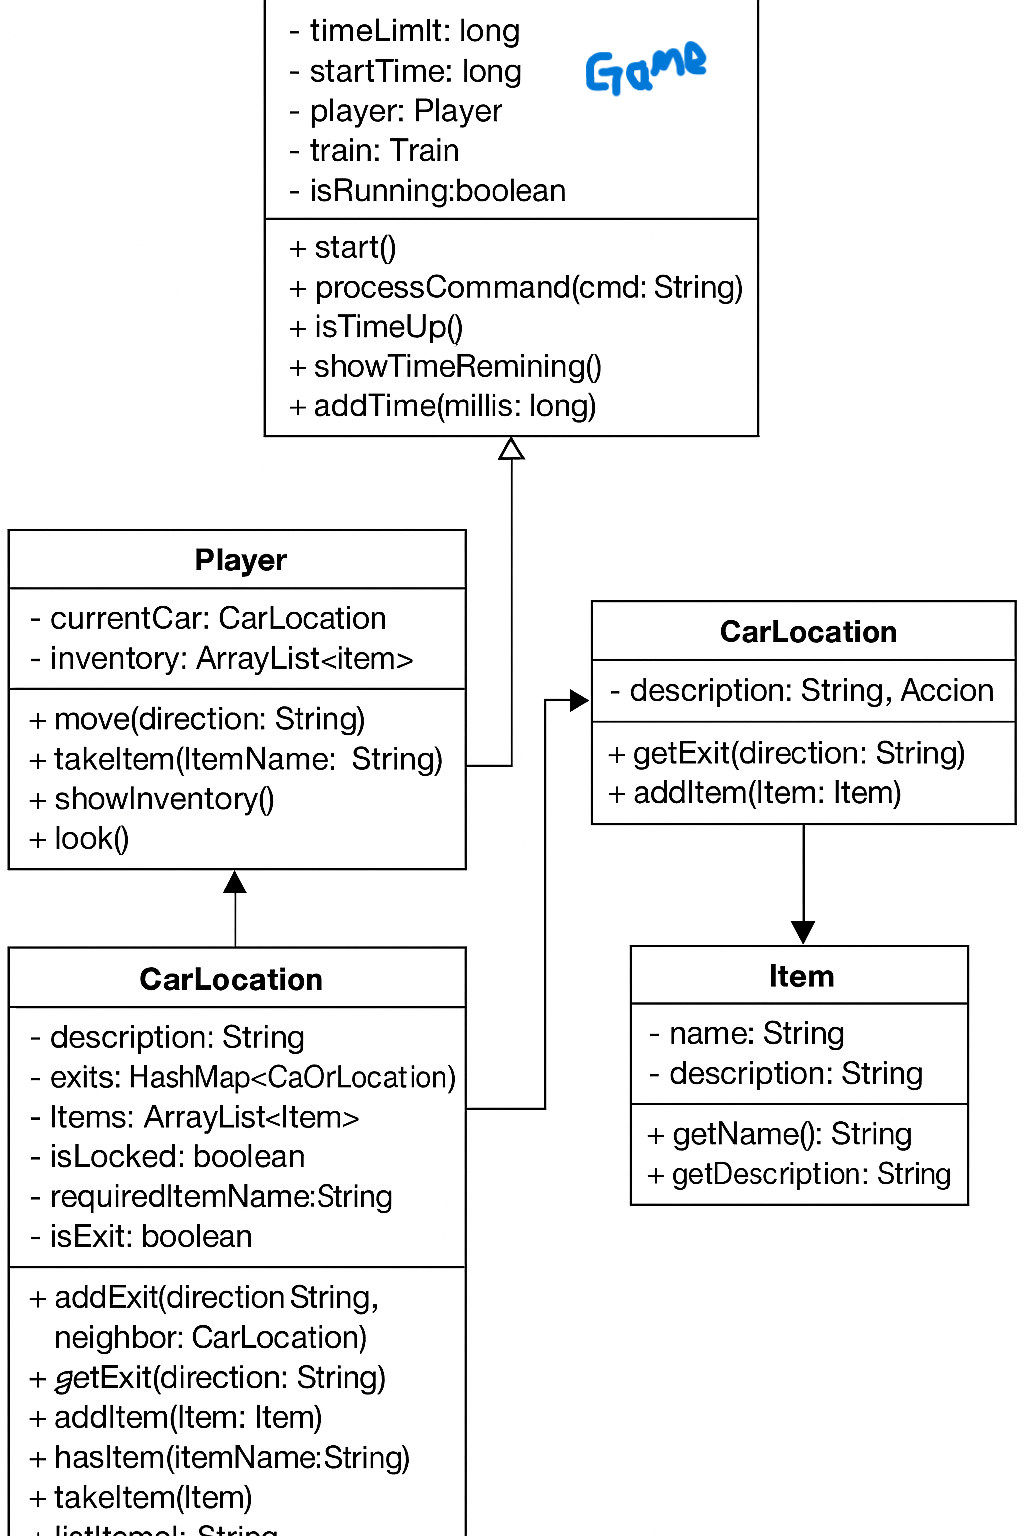 - timeLimIt: long
Game
- startTime: long
- player: Player
- train: Train
- isRunning:boolean
+ start()
+ processCommand(cmd: String)
+ isTimeUp()
+ showTimeRemining()
+ addTime(millis: long)
Player
- currentCar: CarLocation
- inventory: ArrayList<item>
+ move(direction: String)
+ takeItem(ItemName: String)
+ showInventory()
+ look()
CarLocation
- description: String, Accion
+ getExit(direction: String)
+ addItem(Item: Item)
CarLocation
- description: String
- exits: HashMap<CaOrLocation)
- Items: ArrayList<Item>
- isLocked: boolean
- requiredItemName:String
- isExit: boolean
+ addExit(direction String,
neighbor: CarLocation)
+ getExit(direction: String)
+ addItem(Item: Item)
+ hasItem(itemName:String)
+ takeItem(Item)
Item
- name: String
- description: String
+ getName(): String
+ getDescription: String